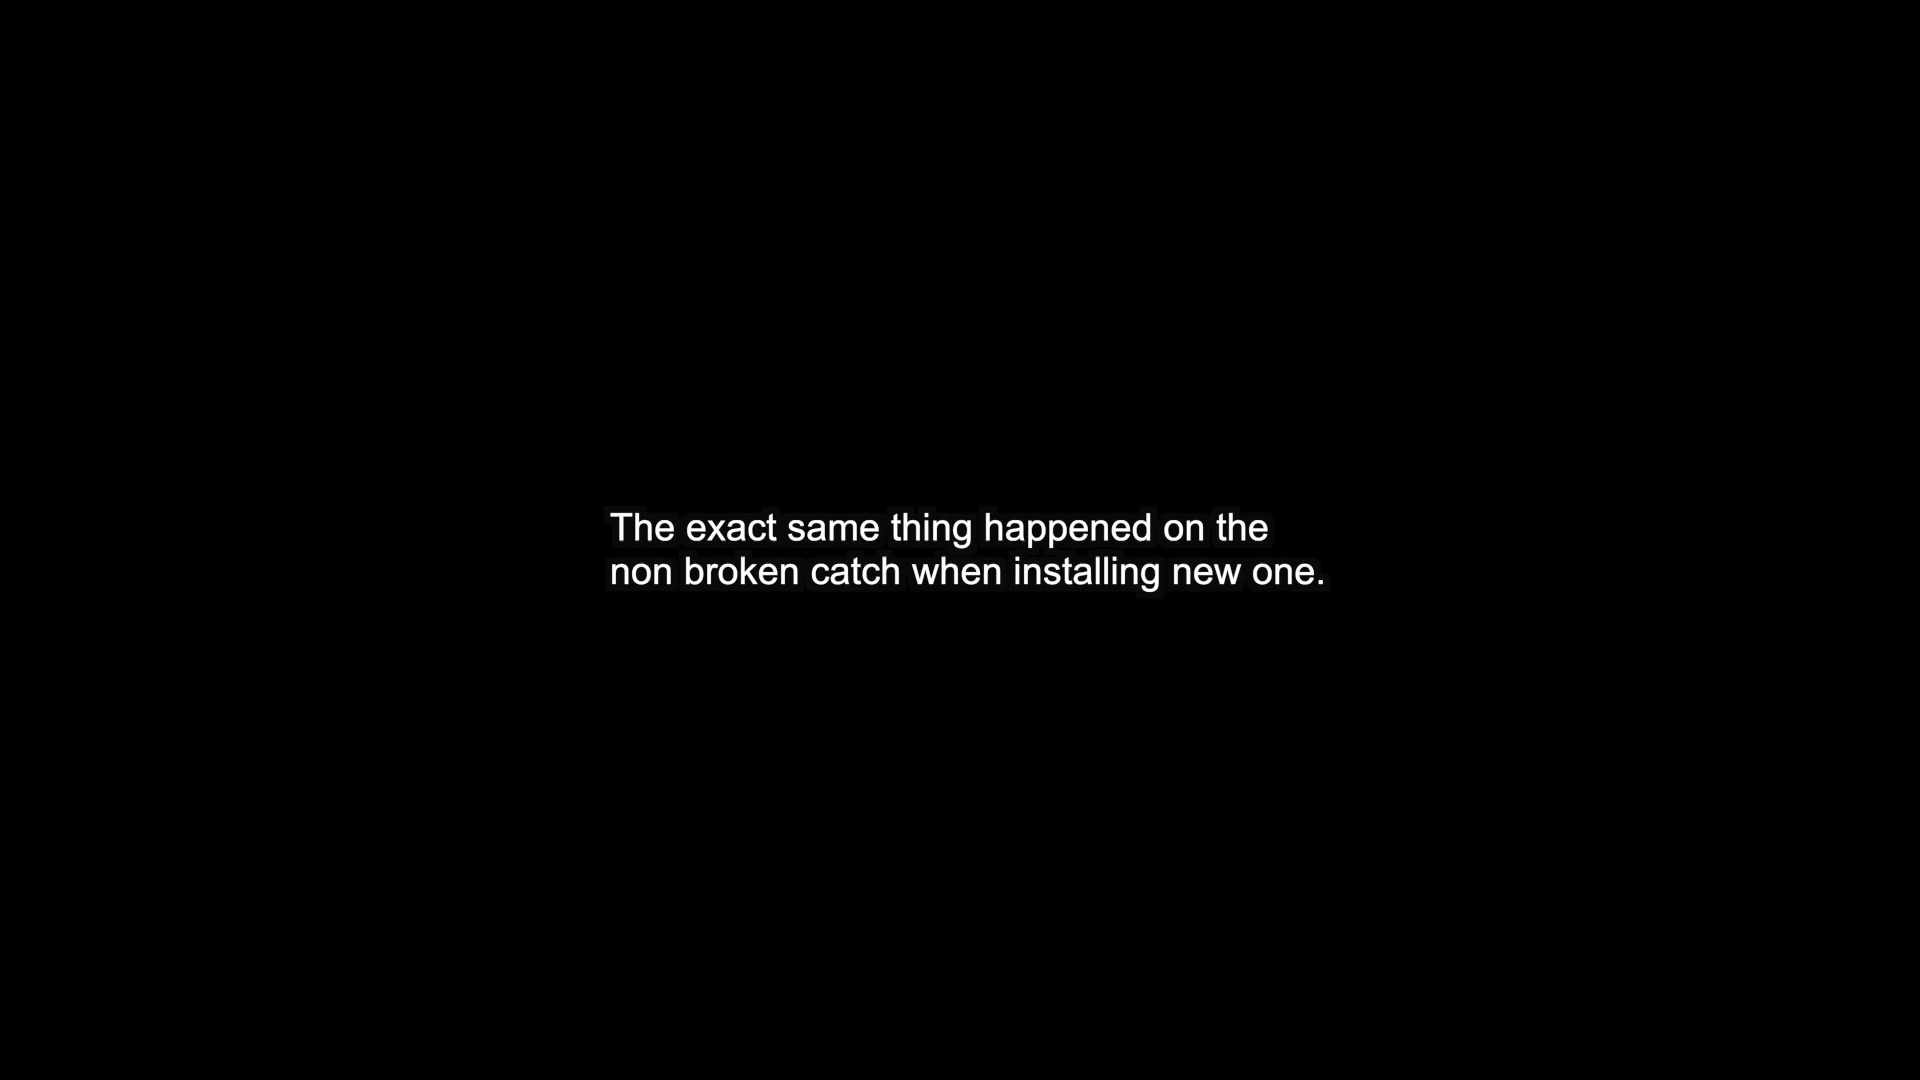 The exact same thing happened on the
non broken catch when installing new one.